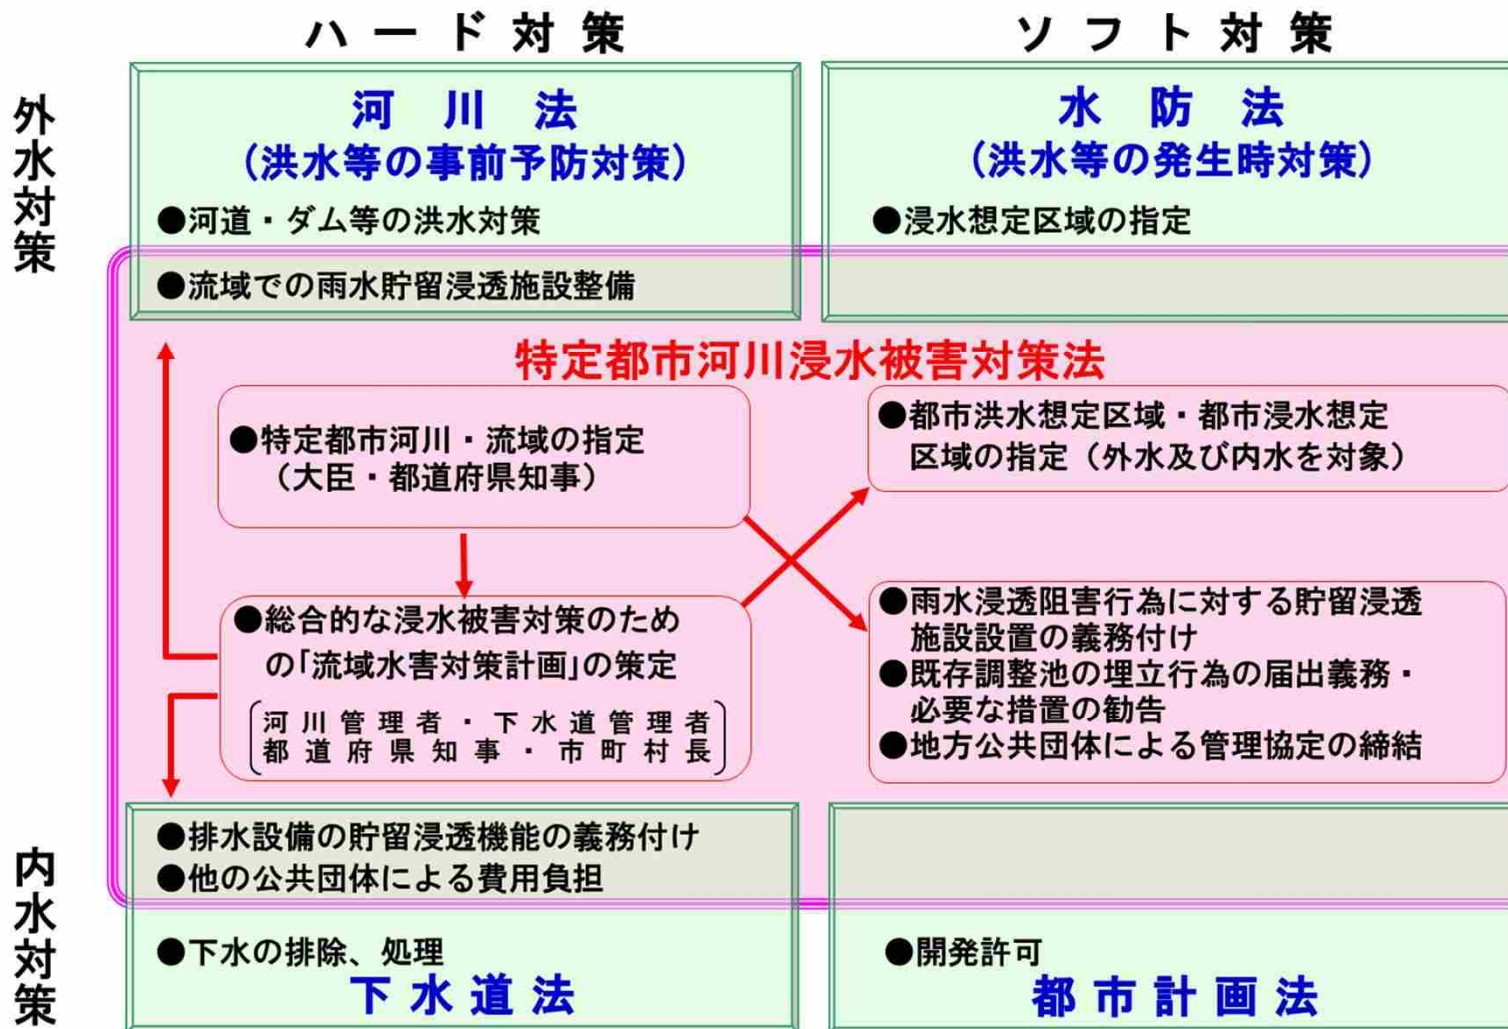 ハード対策
ソフト対策
外水対策
河川法
（洪水等の事前予防対策）
●河道・ダム等の洪水対策
●流域での雨水貯留浸透施設整備
水防法
（洪水等の発生時対策）
●浸水想定区域の指定
特定都市河川浸水被害対策法
●特定都市河川・流域の指定
（大臣・都道府県知事）
●都市洪水想定区域・都市浸水想定
区域の指定（外水及び内水を対象）
●総合的な浸水被害対策のため
の｢流域水害対策計画｣の策定
河川管理者・下水道管理者
都道府県知事・市町村長
●雨水浸透阻害行為に対する貯留浸透
施設設置の義務付け
●既存調整池の埋立行為の届出義務・
必要な措置の勧告
●地方公共団体による管理協定の締結
内水対策
●排水設備の貯留浸透機能の義務付け
●他の公共団体による費用負担
●下水の排除、処理
下水道法
●開発許可
都市計画法